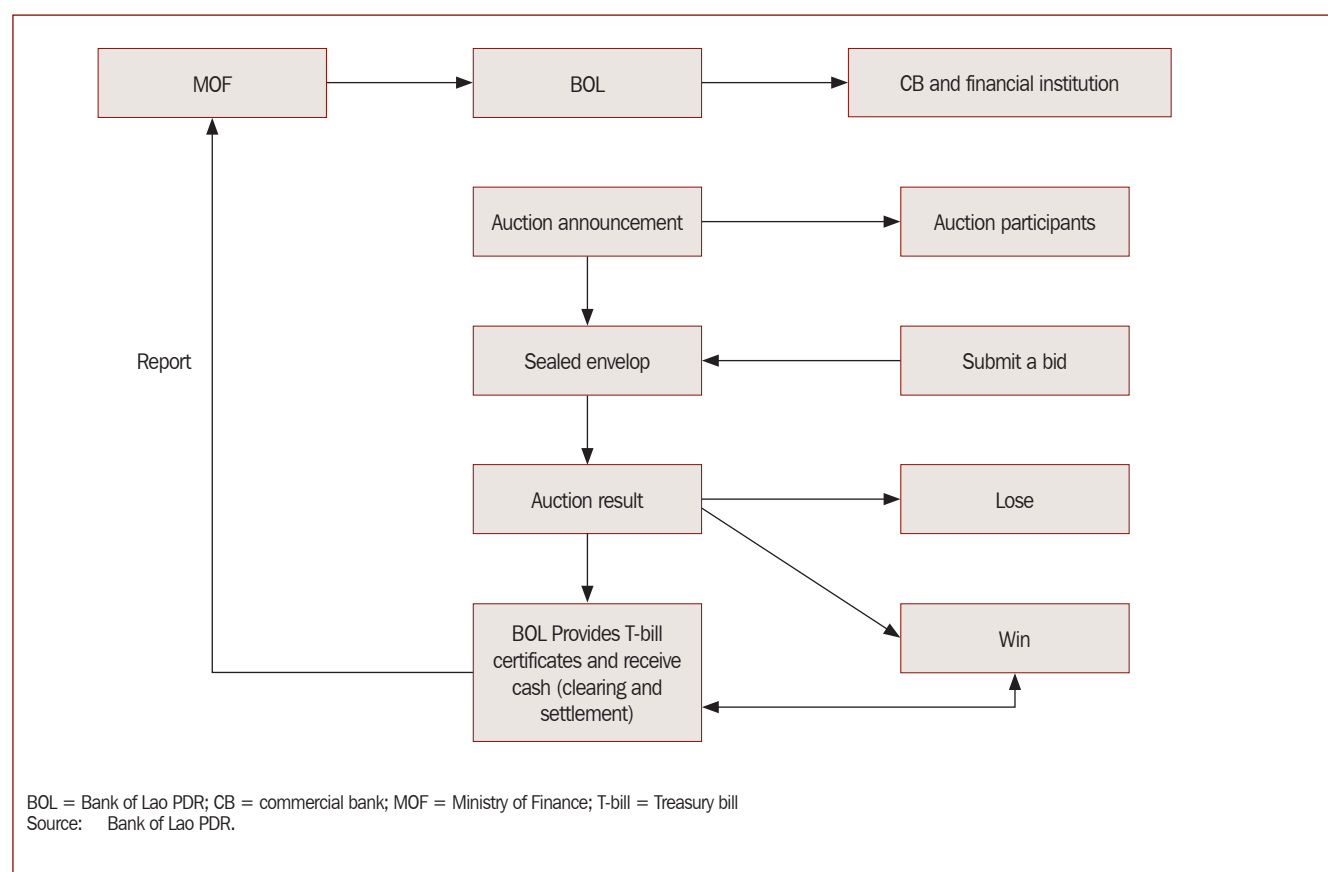 MOF
BOL
CB and financial institution
Auction announcement
Auction participants
Report
Sealed envelop
Submit a bid
Auction result
Lose
BOL Provides T-bill
certificates and receive
cash (clearing and
settlement)
Win
BOL = Bank of Lao PDR; CB = commercial bank; MOF = Ministry of Finance; T-bill = Treasury bill
Source: Bank of Lao PDR.